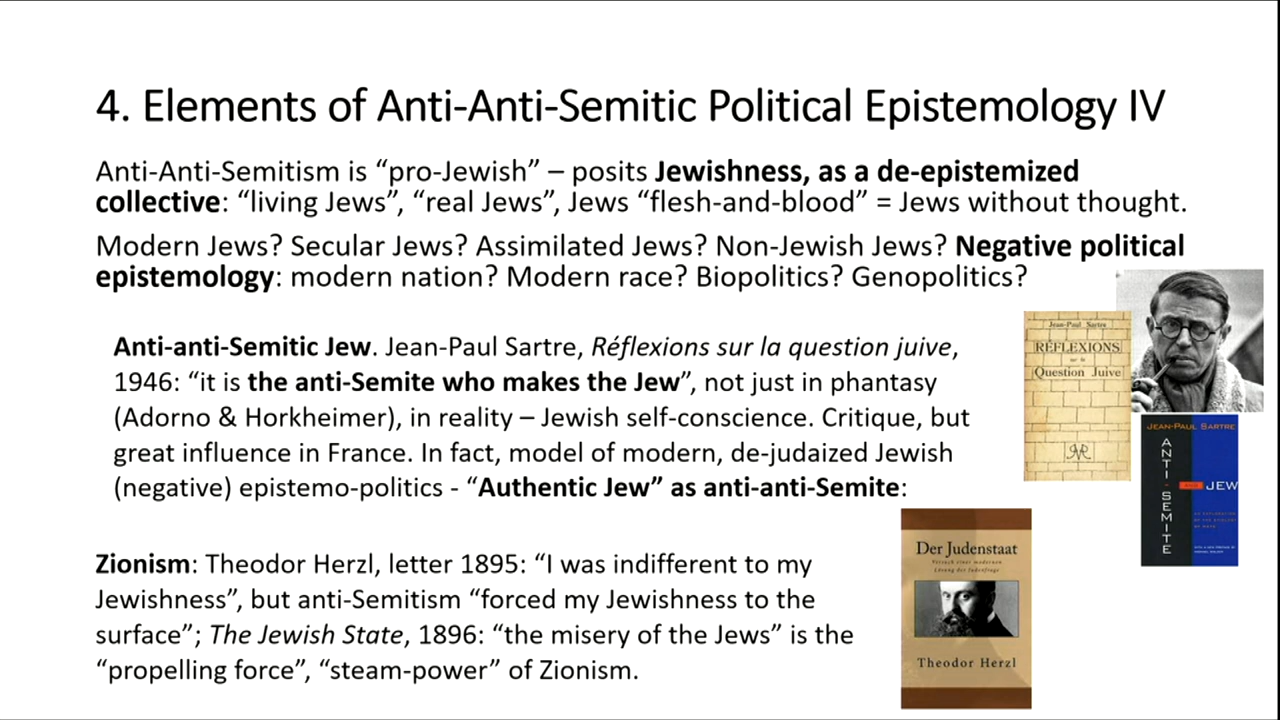 4. Elements of Anti-Anti-Semitic Political Epistemology IV
Anti-Anti-Semitism is “pro-Jewish” – posits Jewishness, as a de-epistemized
collective: “living Jews”, “real Jews”, Jews “flesh-and-blood” = Jews without thought.
Modern Jews? Secular Jews? Assimilated Jews? Non-Jewish Jews? Negative political
epistemology: modern nation? Modern race? Biopolitics? Genopolitics?
Anti-anti-Semitic Jew. Jean-Paul Sartre, Réflexions sur la question juive,
1946: “it is the anti-Semite who makes the Jew”, not just in phantasy
(Adorno & Horkheimer), in reality – Jewish self-conscience. Critique, but
great influence in France. In fact, model of modern, de-judaized Jewish
(negative) epistemo-politics - “Authentic Jew” as anti-anti-Semite:
Jean-Paul Sartre
RÉFLEXIONS
sur la
Question Juive
JEAN-PAUL SARTRE
ANTI-SEMITE
AND
JEW
Zionism: Theodor Herzl, letter 1895: “I was indifferent to my
Jewishness”, but anti-Semitism “forced my Jewishness to the
surface”; The Jewish State, 1896: “the misery of the Jews” is the
“propelling force”, “steam-power” of Zionism.
Der Judenstaat
Versuch einer modernen
Lösung der Judenfrage
Theodor Herzl